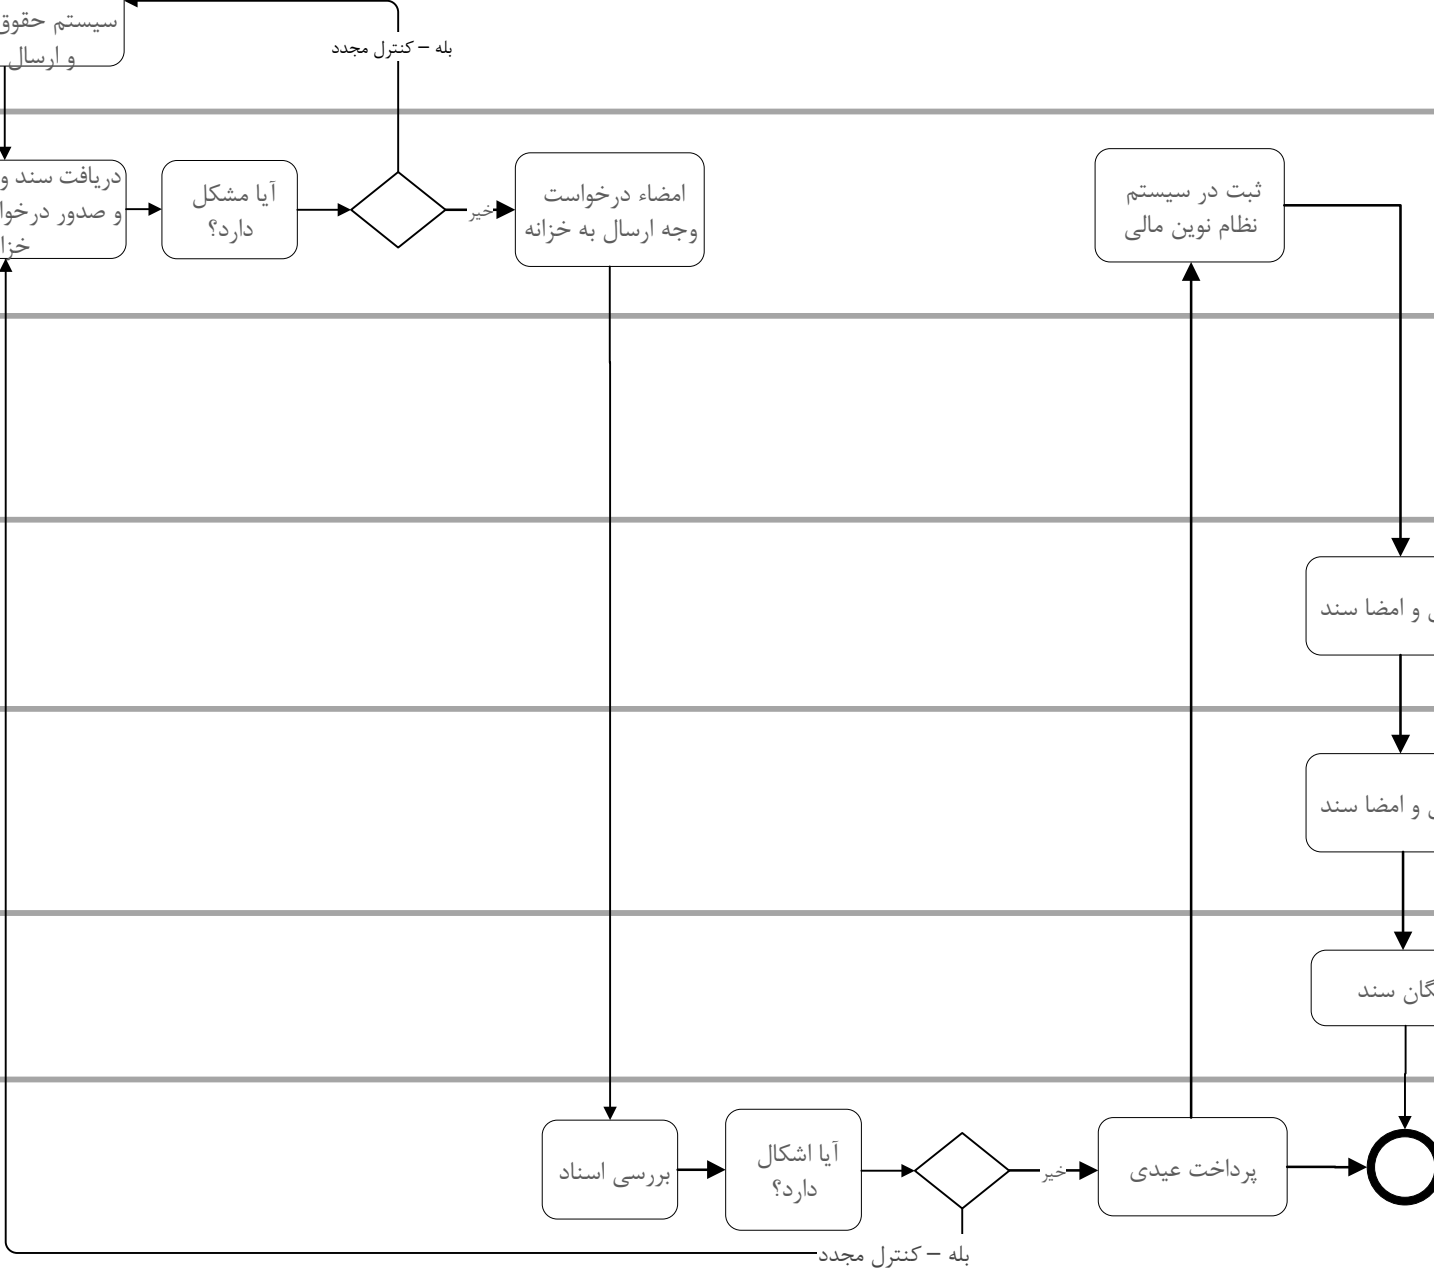 سیستم حقوق
و ارسال
بله – کنترل مجدد
دریافت سند و
و صدور درخوا
خزا
آیا مشکل
دارد؟
خیر
امضاء درخواست
وجه ارسال به خزانه
ثبت در سیستم
نظام نوین مالی
و امضا سند
و امضا سند
گان سند
بررسی اسناد
آیا اشکال
دارد؟
خیر
پرداخت عیدی
بله – کنترل مجدد